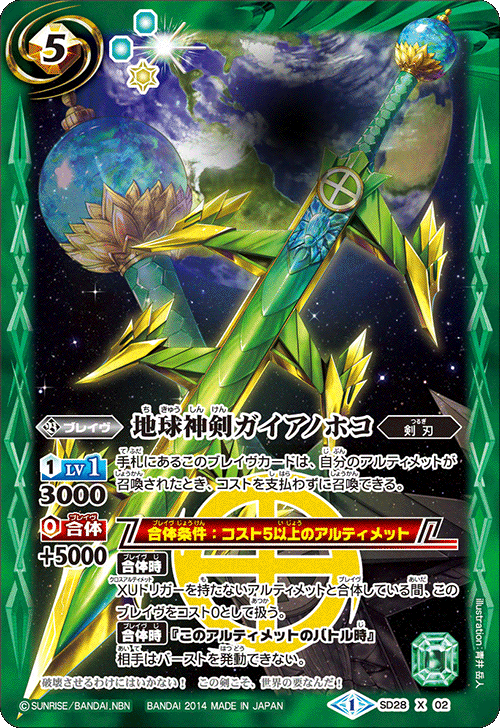 5
ブレイヴ
地球神剣ガイアノホコ
剣刃
1 LV1
3000
手札にあるこのブレイヴカードは、自分のアルティメットが
召喚されたとき、コストを支払わずに召喚できる。
0 合体
+5000
合体条件：コスト5以上のアルティメット
合体時
XUトリガーを持たないアルティメットと合体している間、この
ブレイヴをコスト0として扱う。
合体時『このアルティメットのバトル時』
相手はバーストを発動できない。
破壊させるわけにはいかない！ この剣こそ、世界の要なんだ！
illustration：青井 岳人
©SUNRISE/BANDAI,NBN BANDAI 2014 MADE IN JAPAN 1 SD28 X 02